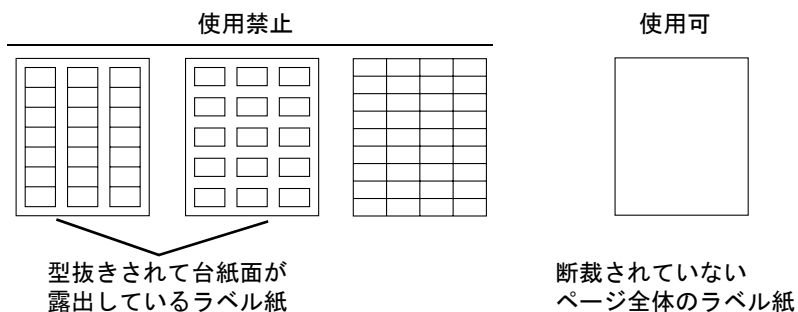 使用禁止
使用可
型抜きされて台紙面が
露出しているラベル紙
断裁されていない
ページ全体のラベル紙